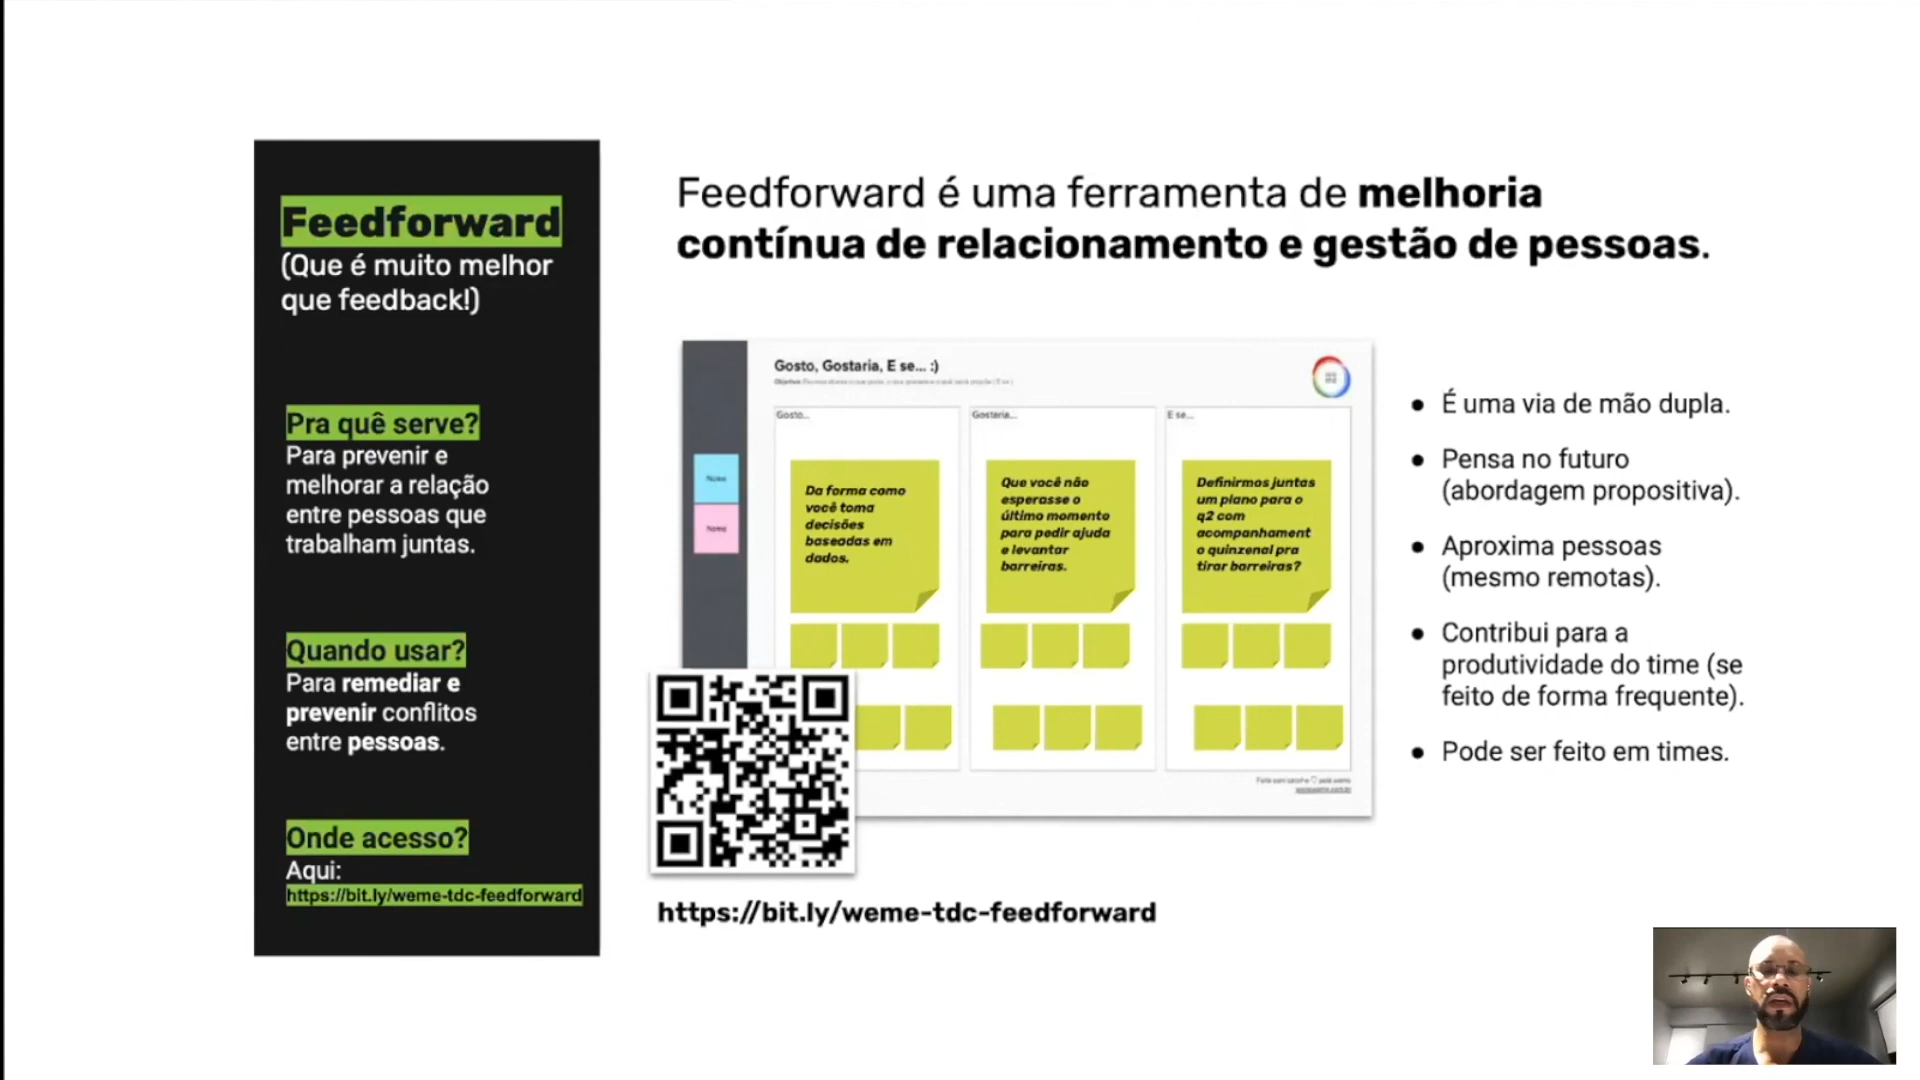 Feedforward
(Que é muito melhor
que feedback!)
Pra quê serve?
Para prevenir e
melhorar a relação
entre pessoas que
trabalham juntas.
Quando usar?
Para remediar e
prevenir conflitos
entre pessoas.
Onde acesso?
Aqui:
https://bit.ly/weme-tdc-feedforward
Feedforward é uma ferramenta de melhoria
contínua de relacionamento e gestão de pessoas.
Gosto, Gostaria, E se... :)
Nome
Nome
Gosto...
Da forma como
você toma
decisões
baseadas em
dados.
Gostaria...
Que você não
esperasse o
último momento
para pedir ajuda
e levantar
barreiras.
E se...
Definirmos juntas
um plano para o
q2 com
acompanhament
o quinzenal pra
tirar barreiras?
https://bit.ly/weme-tdc-feedforward
• É uma via de mão dupla.
• Pensa no futuro
(abordagem propositiva).
• Aproxima pessoas
(mesmo remotas).
• Contribui para a
produtividade do time (se
feito de forma frequente).
• Pode ser feito em times.